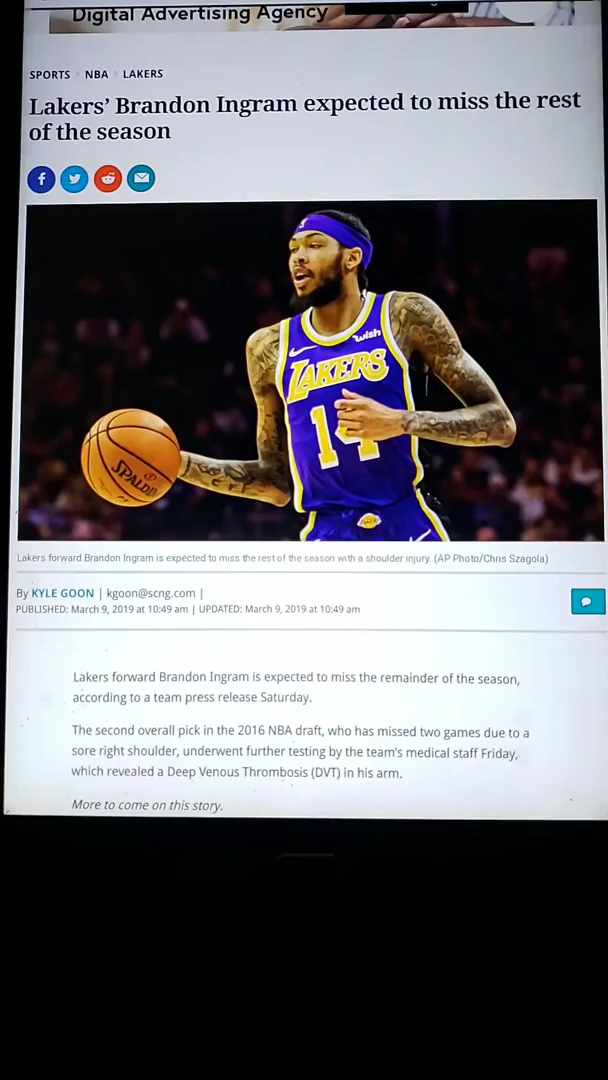 Digital Advertising Agency
SPORTS › NBA › LAKERS
Lakers’ Brandon Ingram expected to miss the rest
of the season
wish
LAKERS
14
SPALDING
Lakers forward Brandon Ingram is expected to miss the rest of the season with a shoulder injury. (AP Photo/Chris Szagola)
By KYLE GOON | kgoon@scng.com |
PUBLISHED: March 9, 2019 at 10:49 am | UPDATED: March 9, 2019 at 10:49 am
Lakers forward Brandon Ingram is expected to miss the remainder of the season,
according to a team press release Saturday.
The second overall pick in the 2016 NBA draft, who has missed two games due to a
sore right shoulder, underwent further testing by the team’s medical staff Friday,
which revealed a Deep Venous Thrombosis (DVT) in his arm.
More to come on this story.